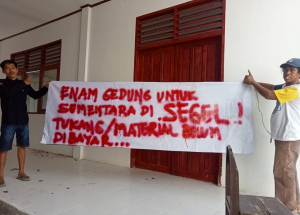 ENAM GEDUNG UNTUK
SEMENTARA DI .SEGEL.!
TUKANG/MATERIAL BELUM
DI BAYAR...